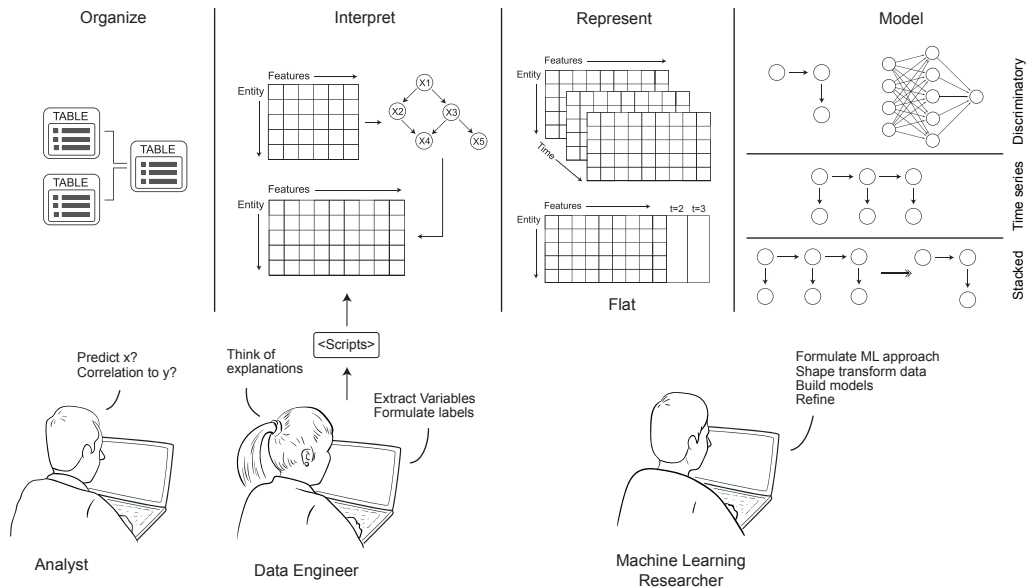 Organize
Interpret
Represent
Model
TABLE
TABLE
TABLE
Features
Entity
X1
X2
X3
X4
X5
Features
Entity
<Scripts>
Features
Entity
Time
Features
t=2
t=3
Entity
Flat
Discriminatory
Time series
Stacked
Predict x?
Correlation to y?
Analyst
Think of
explanations
Extract Variables
Formulate labels
Data Engineer
Formulate ML approach
Shape transform data
Build models
Refine
Machine Learning
Researcher